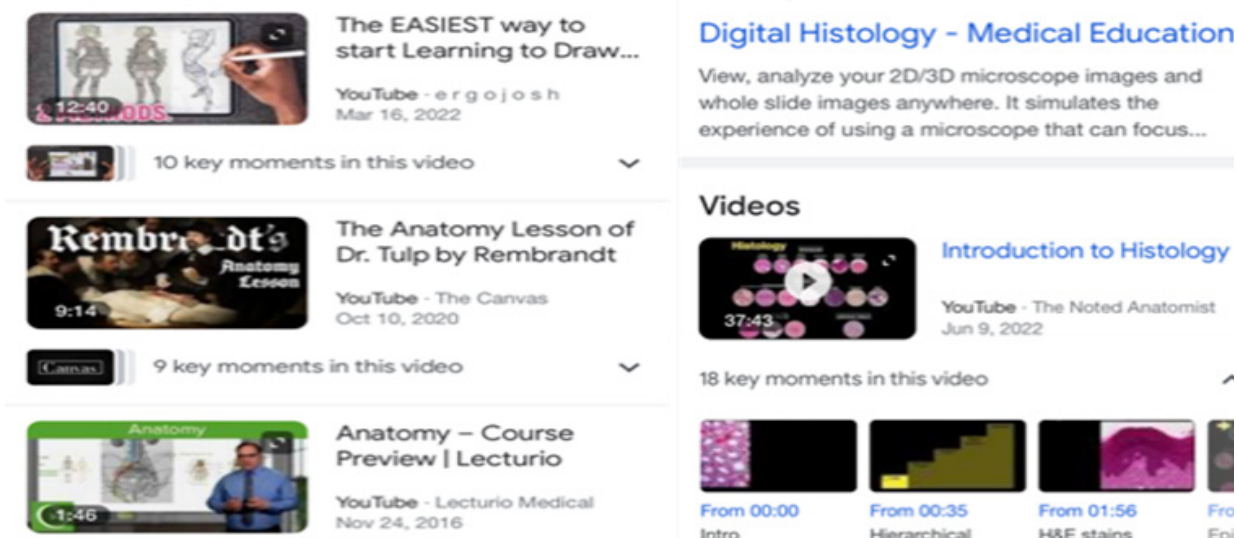 The EASIEST way to
start Learning to Draw...
12:40
YouTube - e r g o j o s h
Mar 16, 2022
10 key moments in this video
Rembr dt's
Anatomy
Lesson
9:14
The Anatomy Lesson of
Dr. Tulp by Rembrandt
YouTube - The Canvas
Oct 10, 2020
Canvas
9 key moments in this video
Anatomy
1:46
Anatomy – Course
Preview | Lecturio
YouTube - Lecturio Medical
Nov 24, 2016
Digital Histology - Medical Education
View, analyze your 2D/3D microscope images and
whole slide images anywhere. It simulates the
experience of using a microscope that can focus...
Videos
Histology
37:43
Introduction to Histology
YouTube - The Noted Anatomist
Jun 9, 2022
18 key moments in this video
From 00:00
From 00:35
From 01:56
Intro
Hierarchical
H&E stains